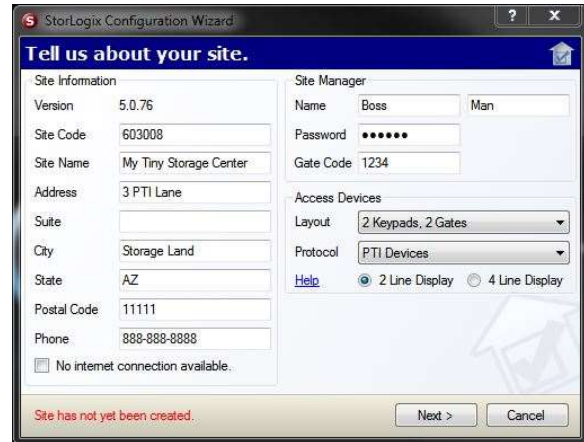 StorLogix Configuration Wizard
Tell us about your site.
Site Information
Version 5.0.76
Site Code 603008
Site Name My Tiny Storage Center
Address 3 PTI Lane
Suite
City Storage Land
State AZ
Postal Code 11111
Phone 888-888-8888
No internet connection available.
Site Manager
Name Boss Man
Password ●●●●●●
Gate Code 1234
Access Devices
Layout 2 Keypads, 2 Gates
Protocol PTI Devices
Help 2 Line Display 4 Line Display
Site has not yet been created.
Next > Cancel